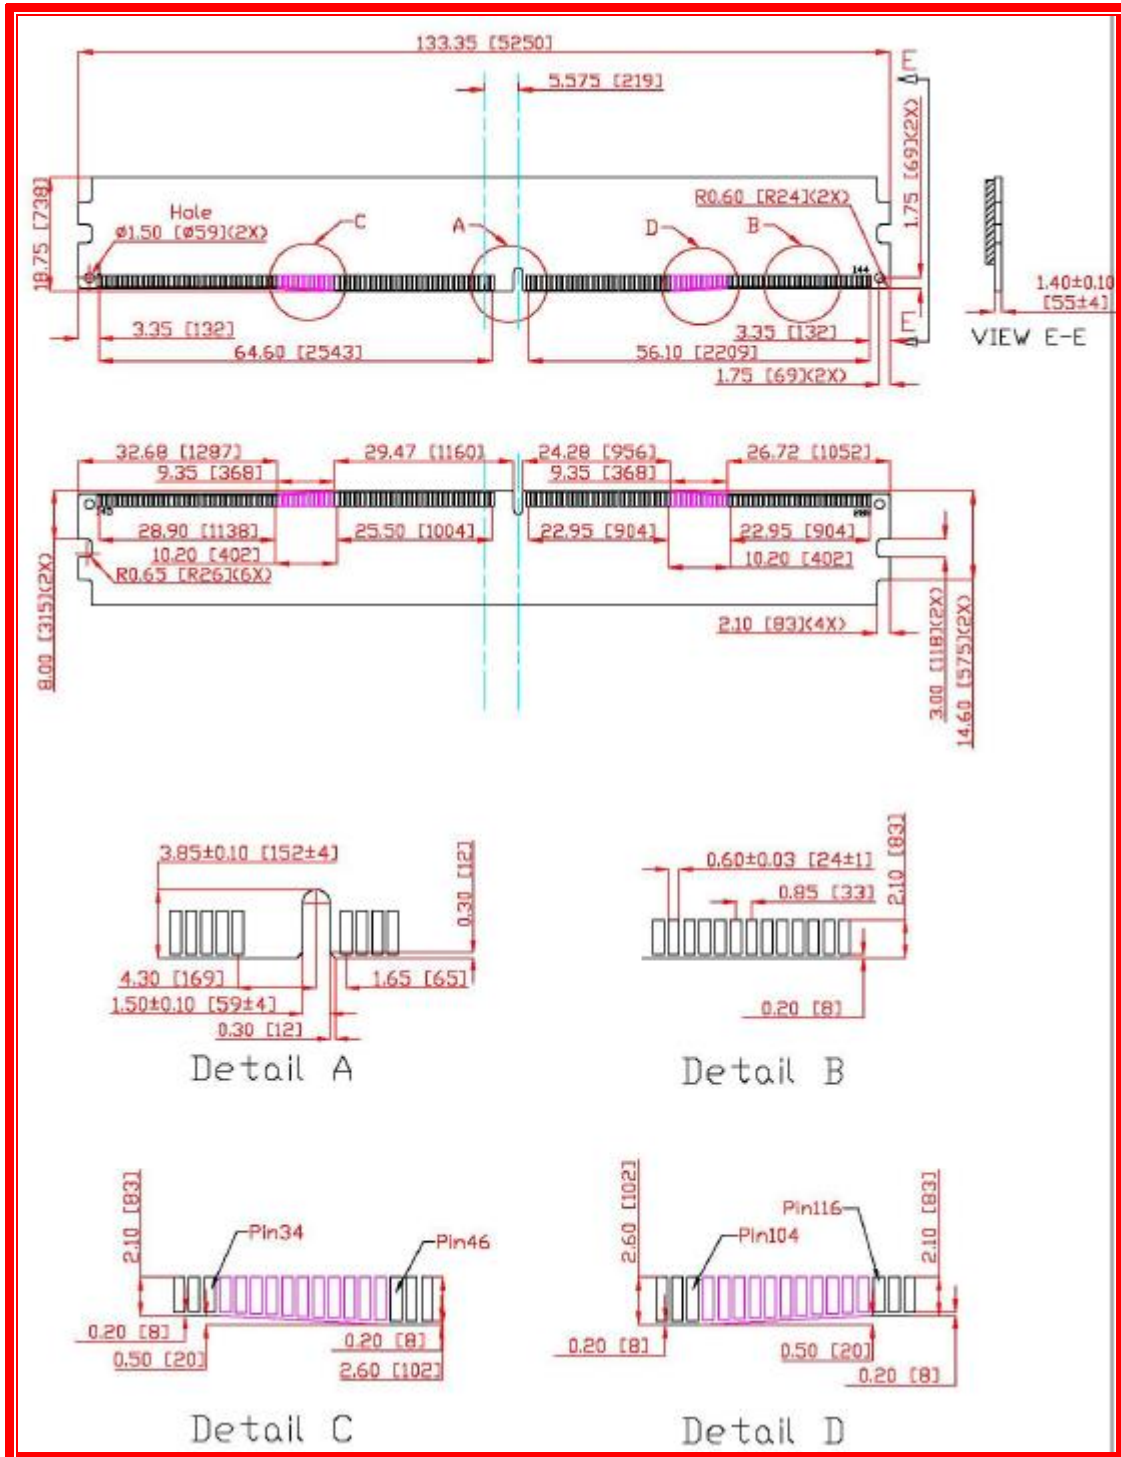 133.35 [5250]
5.575 [219]
E
1.75 [69](2X)
18.75 [738]
Hole
Ø1.50 [Ø59](2X)
C
A
D
B
R0.60 [R24](2X)
144
3.35 [132]
3.35 [132]
E
64.60 [2543]
56.10 [2209]
1.75 [69](2X)
1.40±0.10
[55±4]
VIEW E-E
32.68 [1287]
29.47 [1160]
24.28 [956]
26.72 [1052]
9.35 [368]
9.35 [368]
28.90 [1138]
25.50 [1004]
22.95 [904]
22.95 [904]
10.20 [402]
10.20 [402]
R0.65 [R26](6X)
8.00 [315](2X)
2.10 [83](4X)
3.00 [118](2X)
14.60 [575](2X)
3.85±0.10 [152±4]
0.30 [12]
4.30 [169]
1.65 [65]
1.50±0.10 [59±4]
0.30 [12]
Detail A
0.60±0.03 [24±1]
0.85 [33]
2.10 [83]
0.20 [8]
Detail B
2.10 [83]
Pin34
Pin46
0.20 [8]
0.50 [20]
0.20 [8]
2.60 [102]
Detail C
2.60 [102]
Pin116
Pin104
2.10 [83]
0.20 [8]
0.50 [20]
0.20 [8]
Detail D